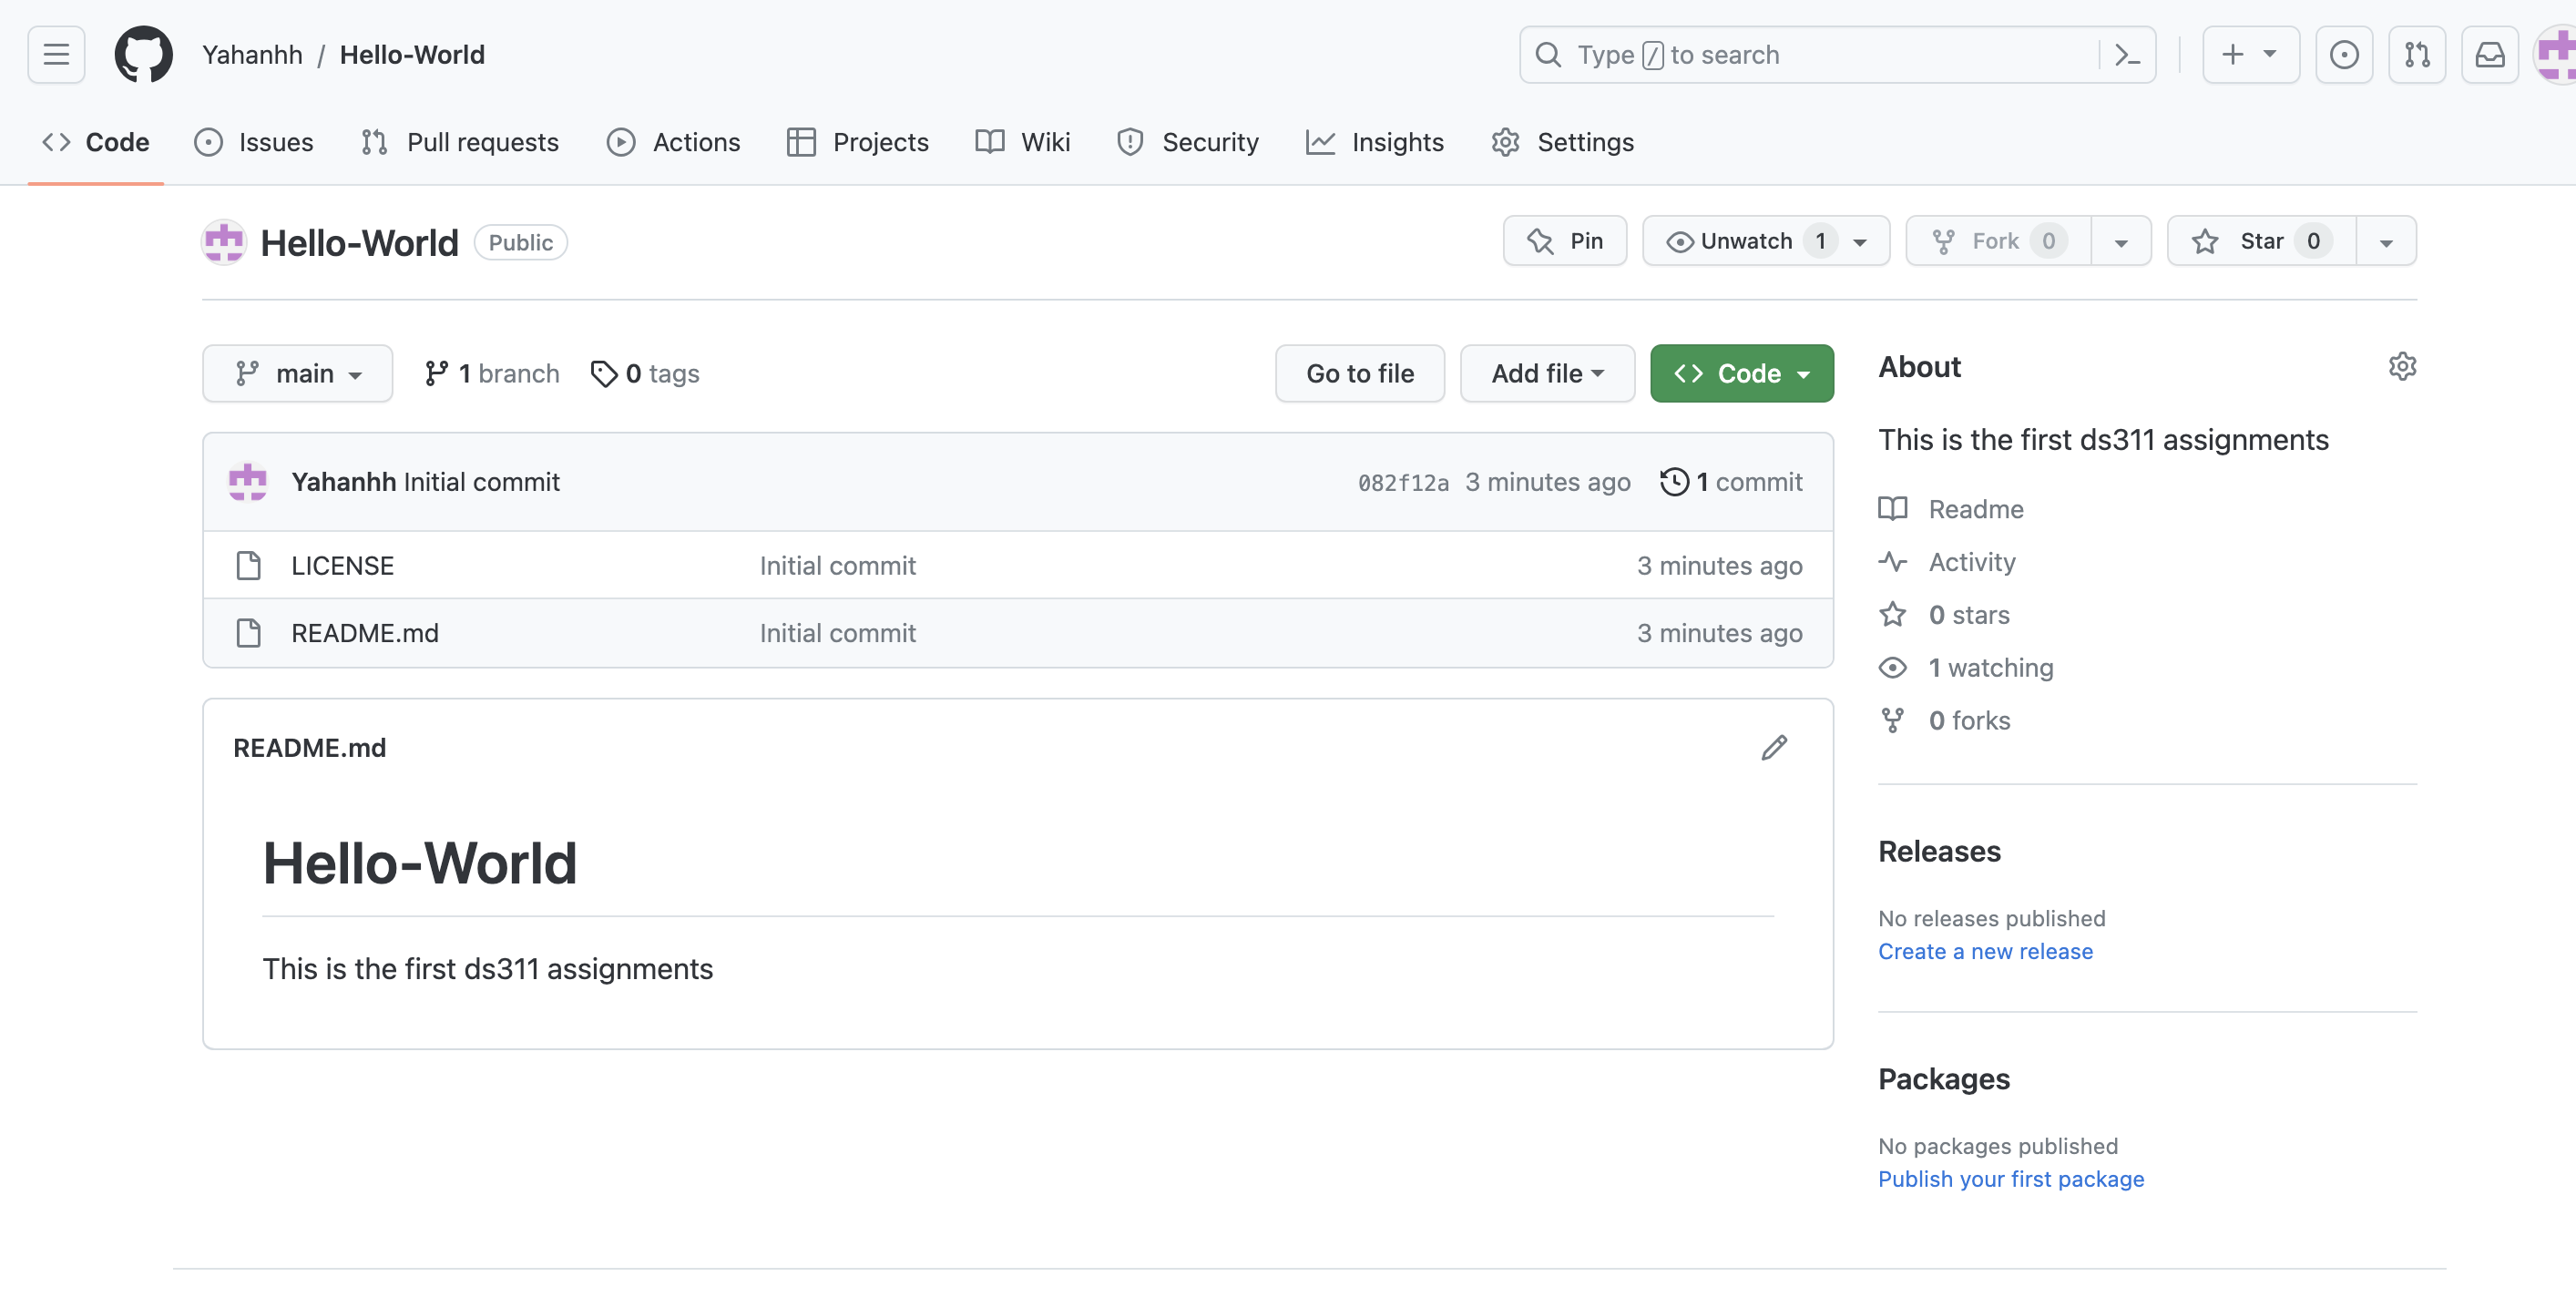 Yahanhh / Hello-World
Type / to search
Code Issues Pull requests Actions Projects Wiki Security Insights Settings
Hello-World Public
Pin Unwatch 1 Fork 0 Star 0
main 1 branch 0 tags Go to file Add file Code
Yahanhh Initial commit 082f12a 3 minutes ago 1 commit
LICENSE Initial commit 3 minutes ago
README.md Initial commit 3 minutes ago
README.md
Hello-World
This is the first ds311 assignments
About
This is the first ds311 assignments
Readme
Activity
0 stars
1 watching
0 forks
Releases
No releases published
Create a new release
Packages
No packages published
Publish your first package